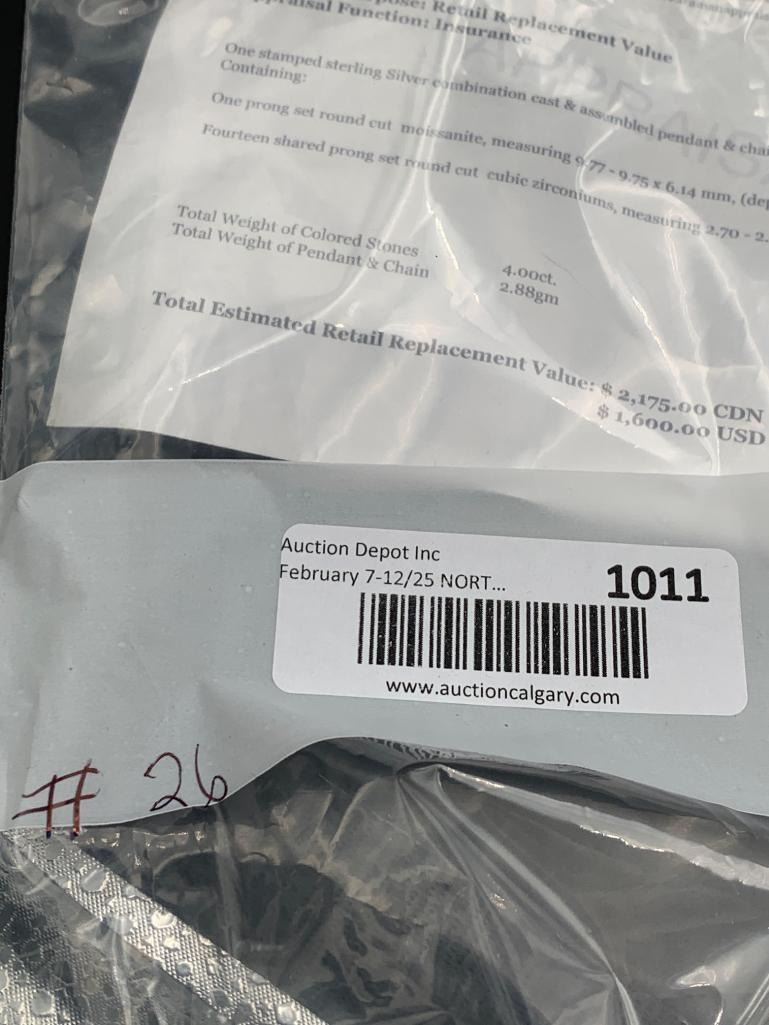 Retail Replacement Value
Function: Insurance
One stamped sterling Silver combination cast & assembled pendant &
Containing:
One prong set round cut moissanite, measuring 9.77 - 9.75 x 6.14 mm,
Fourteen shared prong set round cut cubic zirconiums, measuring 2.70 -
Total Weight of Colored Stones 4.00ct.
Total Weight of Pendant & Chain 2.88gm
Total Estimated Retail Replacement Value: $ 2,175.00 CDN
$ 1,600.00 USD
Auction Depot Inc
February 7-12/25 NORT... 1011
www.auctioncalgary.com
# 26